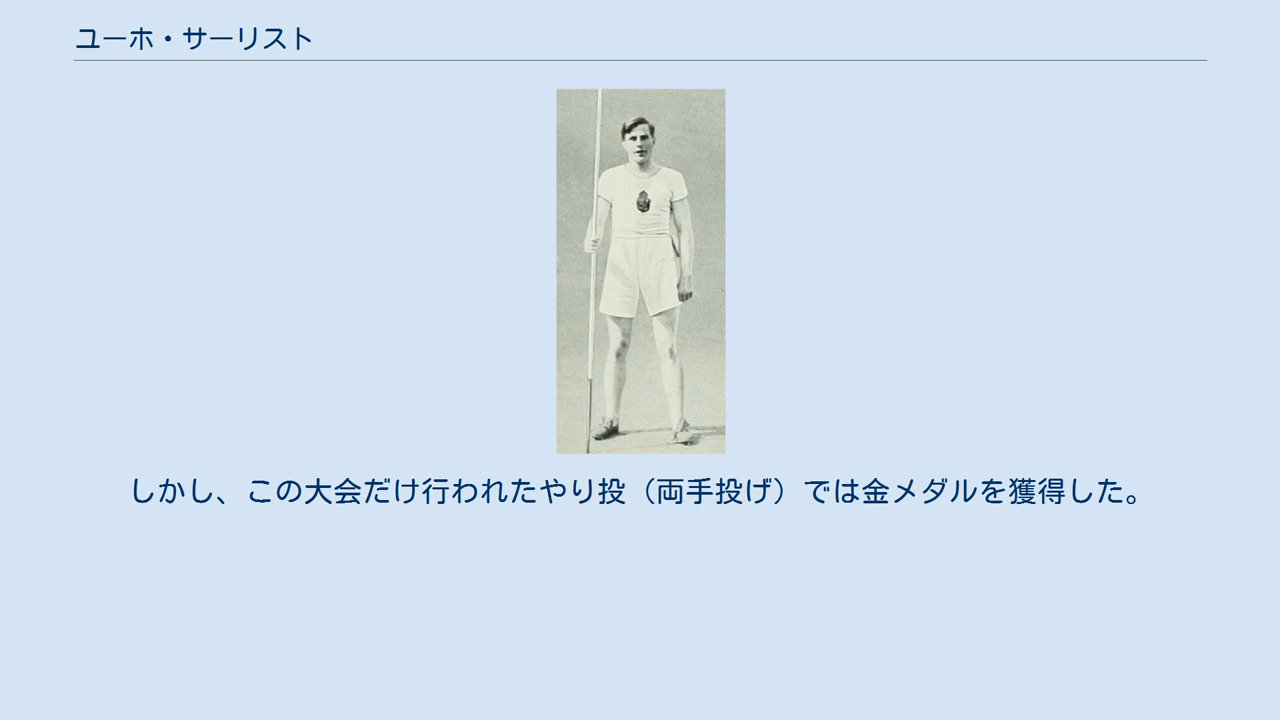 ユーホ・サーリスト
しかし、この大会だけ行われたやり投（両手投げ）では金メダルを獲得した。